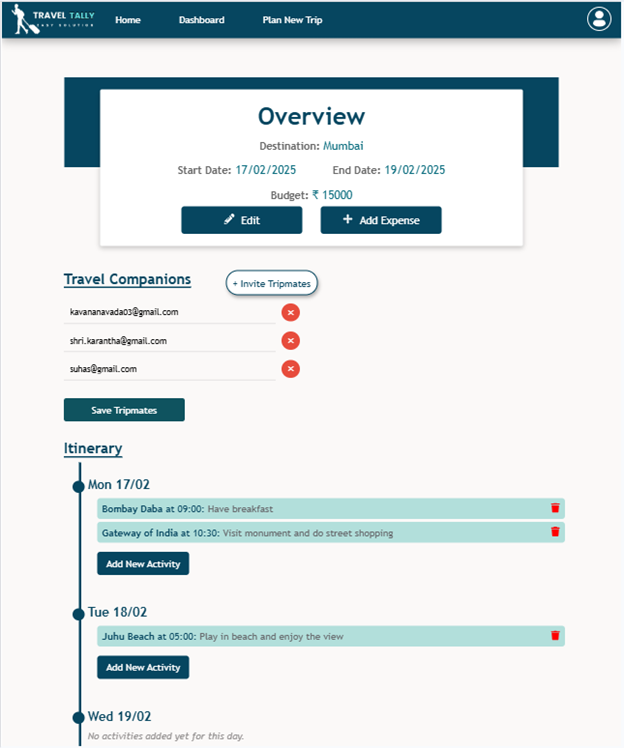 TRAVEL TALLY
EASY SOLUTION
Home Dashboard Plan New Trip
Overview
Destination: Mumbai
Start Date: 17/02/2025 End Date: 19/02/2025
Budget: ₹ 15000
Edit + Add Expense
Travel Companions
+ Invite Tripmates
kavananavada03@gmail.com
shri.karantha@gmail.com
suhas@gmail.com
Save Tripmates
Itinerary
Mon 17/02
Bombay Daba at 09:00: Have breakfast
Gateway of India at 10:30: Visit monument and do street shopping
Add New Activity
Tue 18/02
Juhu Beach at 05:00: Play in beach and enjoy the view
Add New Activity
Wed 19/02
No activities added yet for this day.